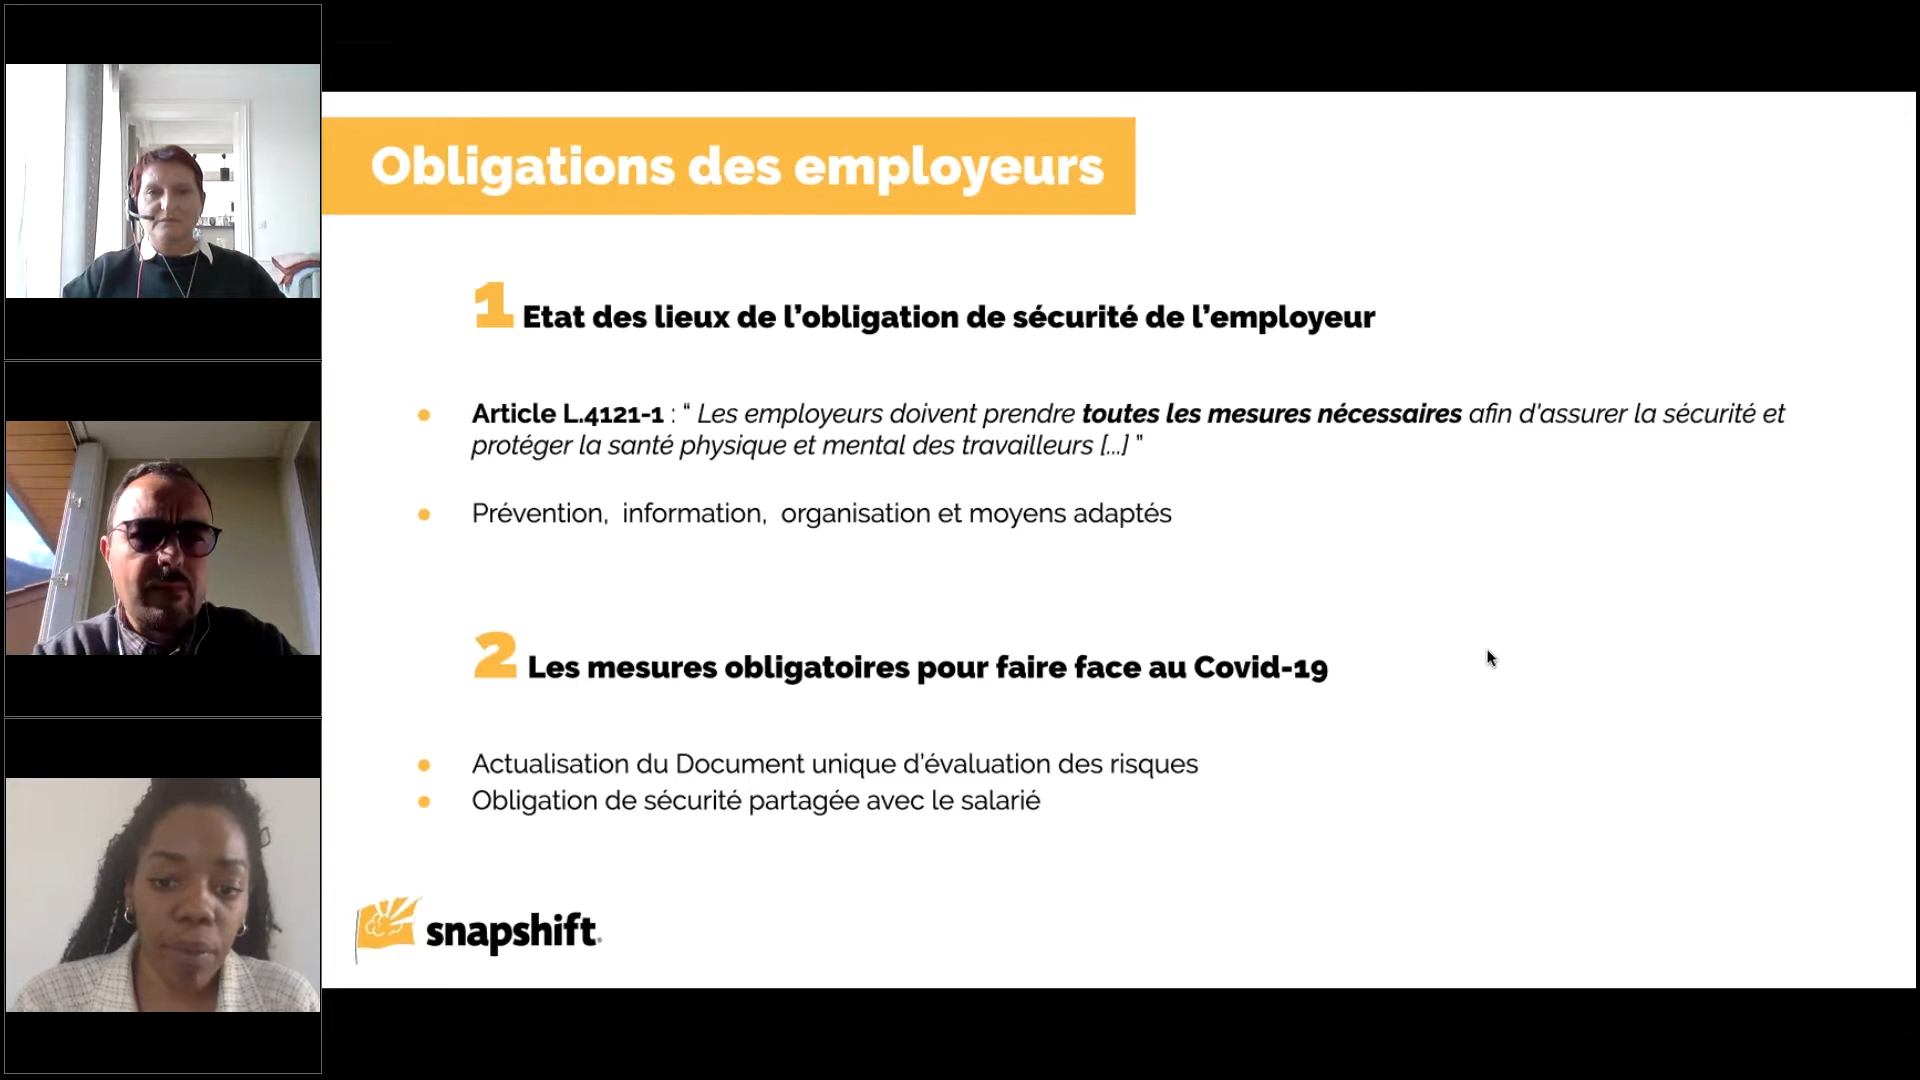 Obligations des employeurs
1 Etat des lieux de l’obligation de sécurité de l’employeur
Article L.4121-1 : “ Les employeurs doivent prendre toutes les mesures nécessaires afin d’assurer la sécurité et
protéger la santé physique et mental des travailleurs [...] ”
Prévention, information, organisation et moyens adaptés
2 Les mesures obligatoires pour faire face au Covid-19
Actualisation du Document unique d’évaluation des risques
Obligation de sécurité partagée avec le salarié
snapshift